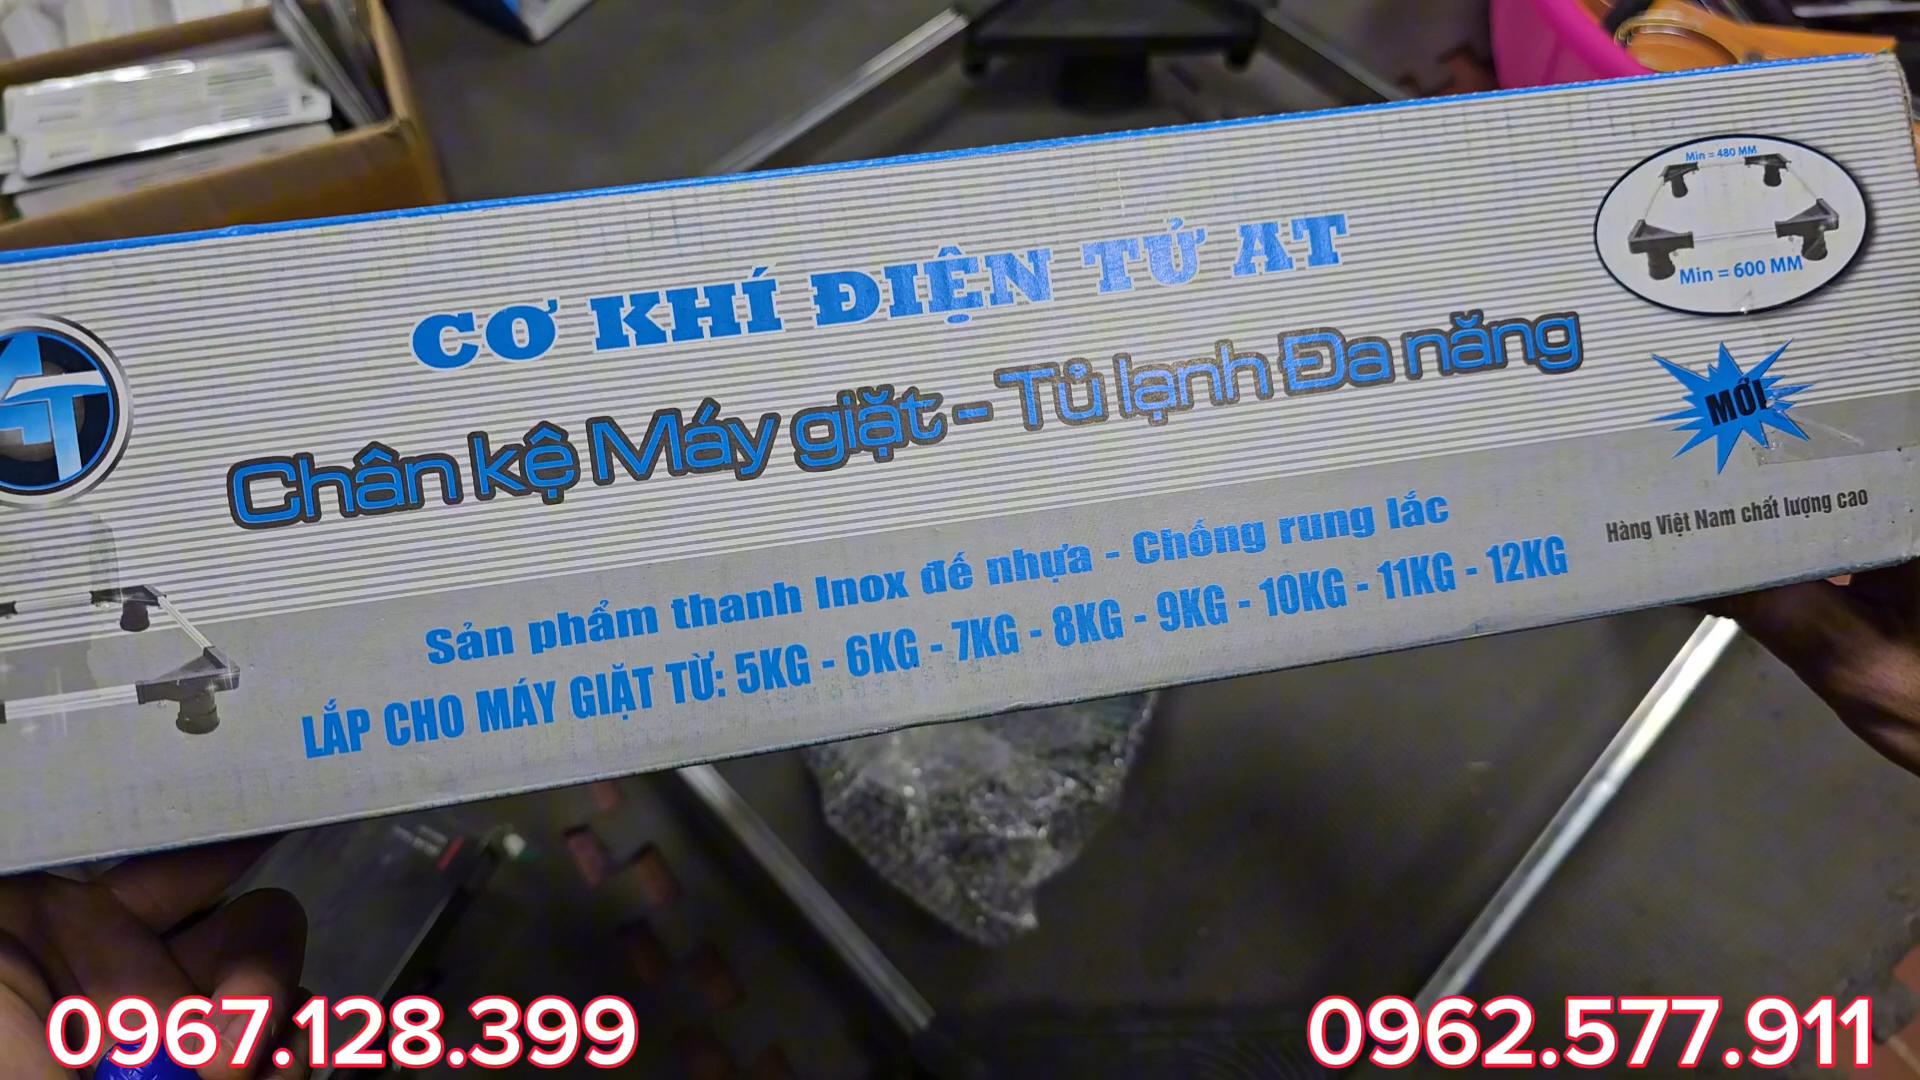 Min = 480 MM
Min = 600 MM
CƠ KHÍ ĐIỆN TỬ AT
Chân kệ Máy giặt - Tủ lạnh Đa năng
MỚI
Hàng Việt Nam chất lượng cao
Sản phẩm thanh Inox đế nhựa - Chống rung lắc
LẮP CHO MÁY GIẶT TỪ: 5KG - 6KG - 7KG - 8KG - 9KG - 10KG - 11KG - 12KG
0967.128.399
0962.577.911